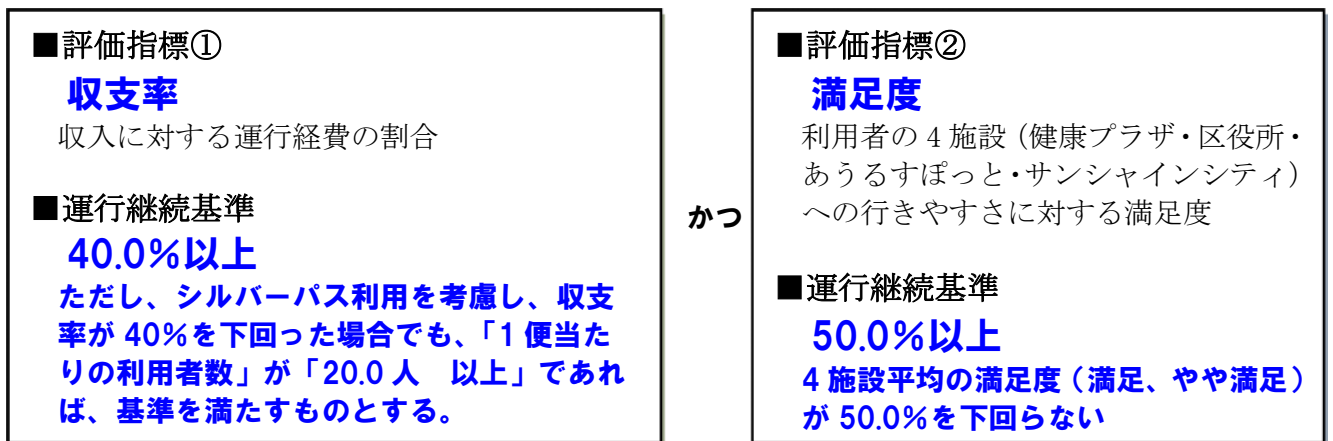 ■評価指標①
収支率
収入に対する運行経費の割合
■運行継続基準
40.0%以上
ただし、シルバーパス利用を考慮し、収支
率が 40%を下回った場合でも、「1 便当た
りの利用者数」が「20.0 人　以上」であれ
ば、基準を満たすものとする。
かつ
■評価指標②
満足度
利用者の 4 施設（健康プラザ・区役所・
あうるすぽっと・サンシャインシティ）
への行きやすさに対する満足度
■運行継続基準
50.0%以上
4 施設平均の満足度（満足、やや満足）
が 50.0%を下回らない